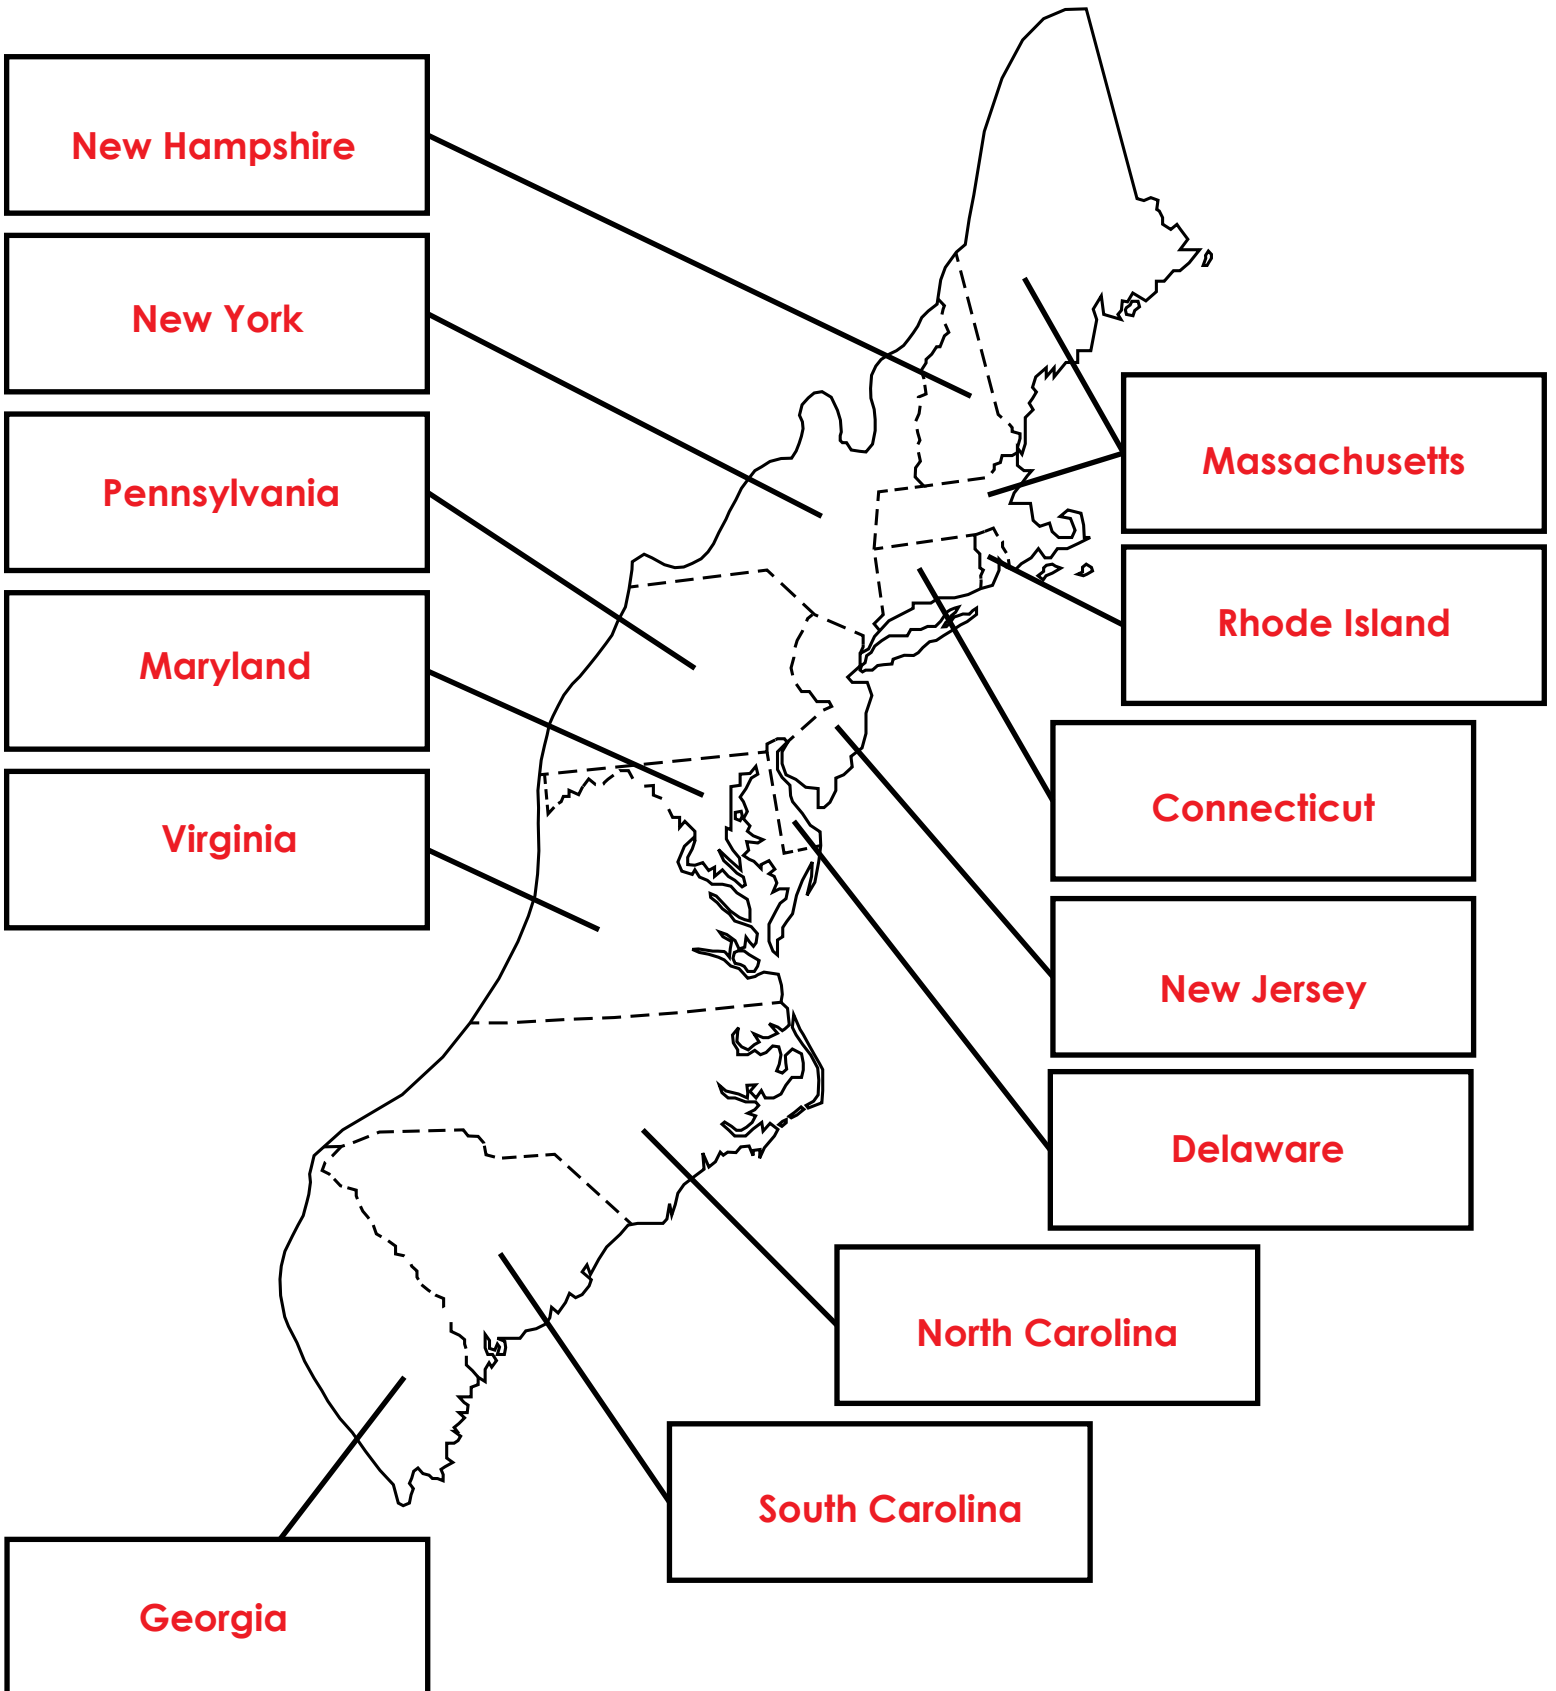 New Hampshire
New York
Pennsylvania
Maryland
Virginia
Massachusetts
Rhode Island
Connecticut
New Jersey
Delaware
North Carolina
South Carolina
Georgia